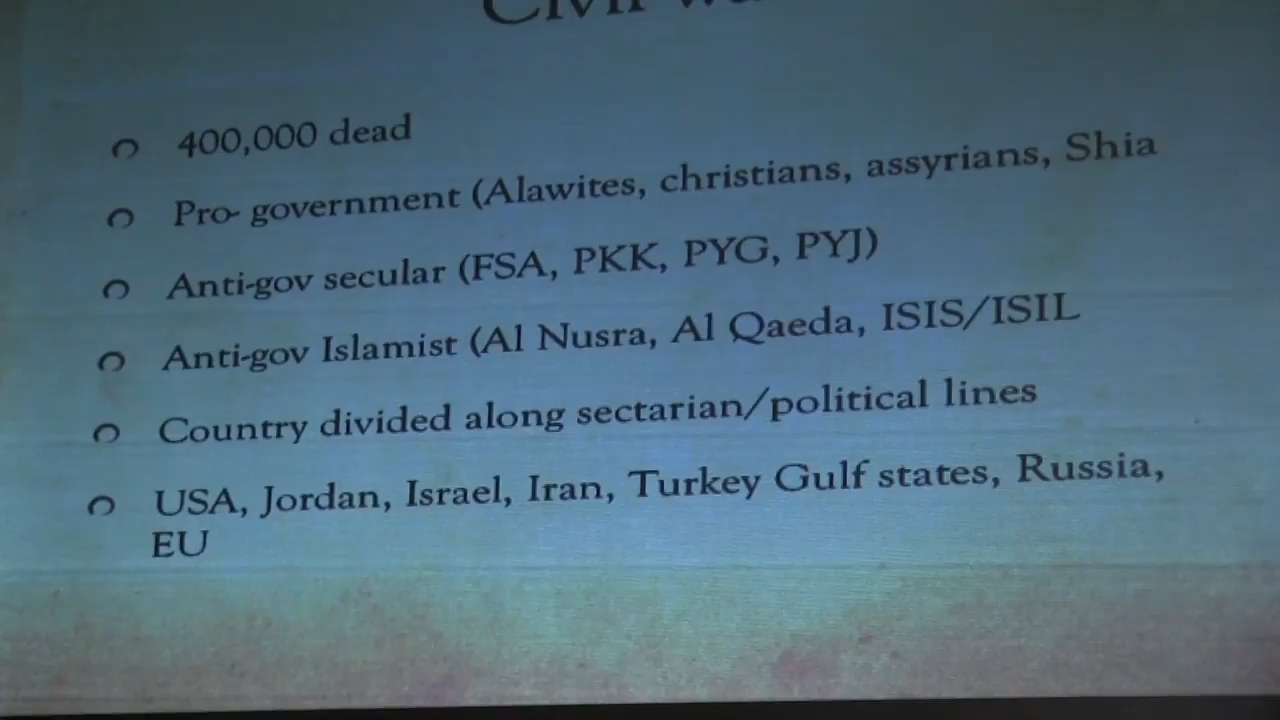 Civil
400,000 dead
Pro- government (Alawites, christians, assyrians, Shia
Anti-gov secular (FSA, PKK, PYG, PYJ)
Anti-gov Islamist (Al Nusra, Al Qaeda, ISIS/ISIL
Country divided along sectarian/political lines
USA, Jordan, Israel, Iran, Turkey Gulf states, Russia,
EU